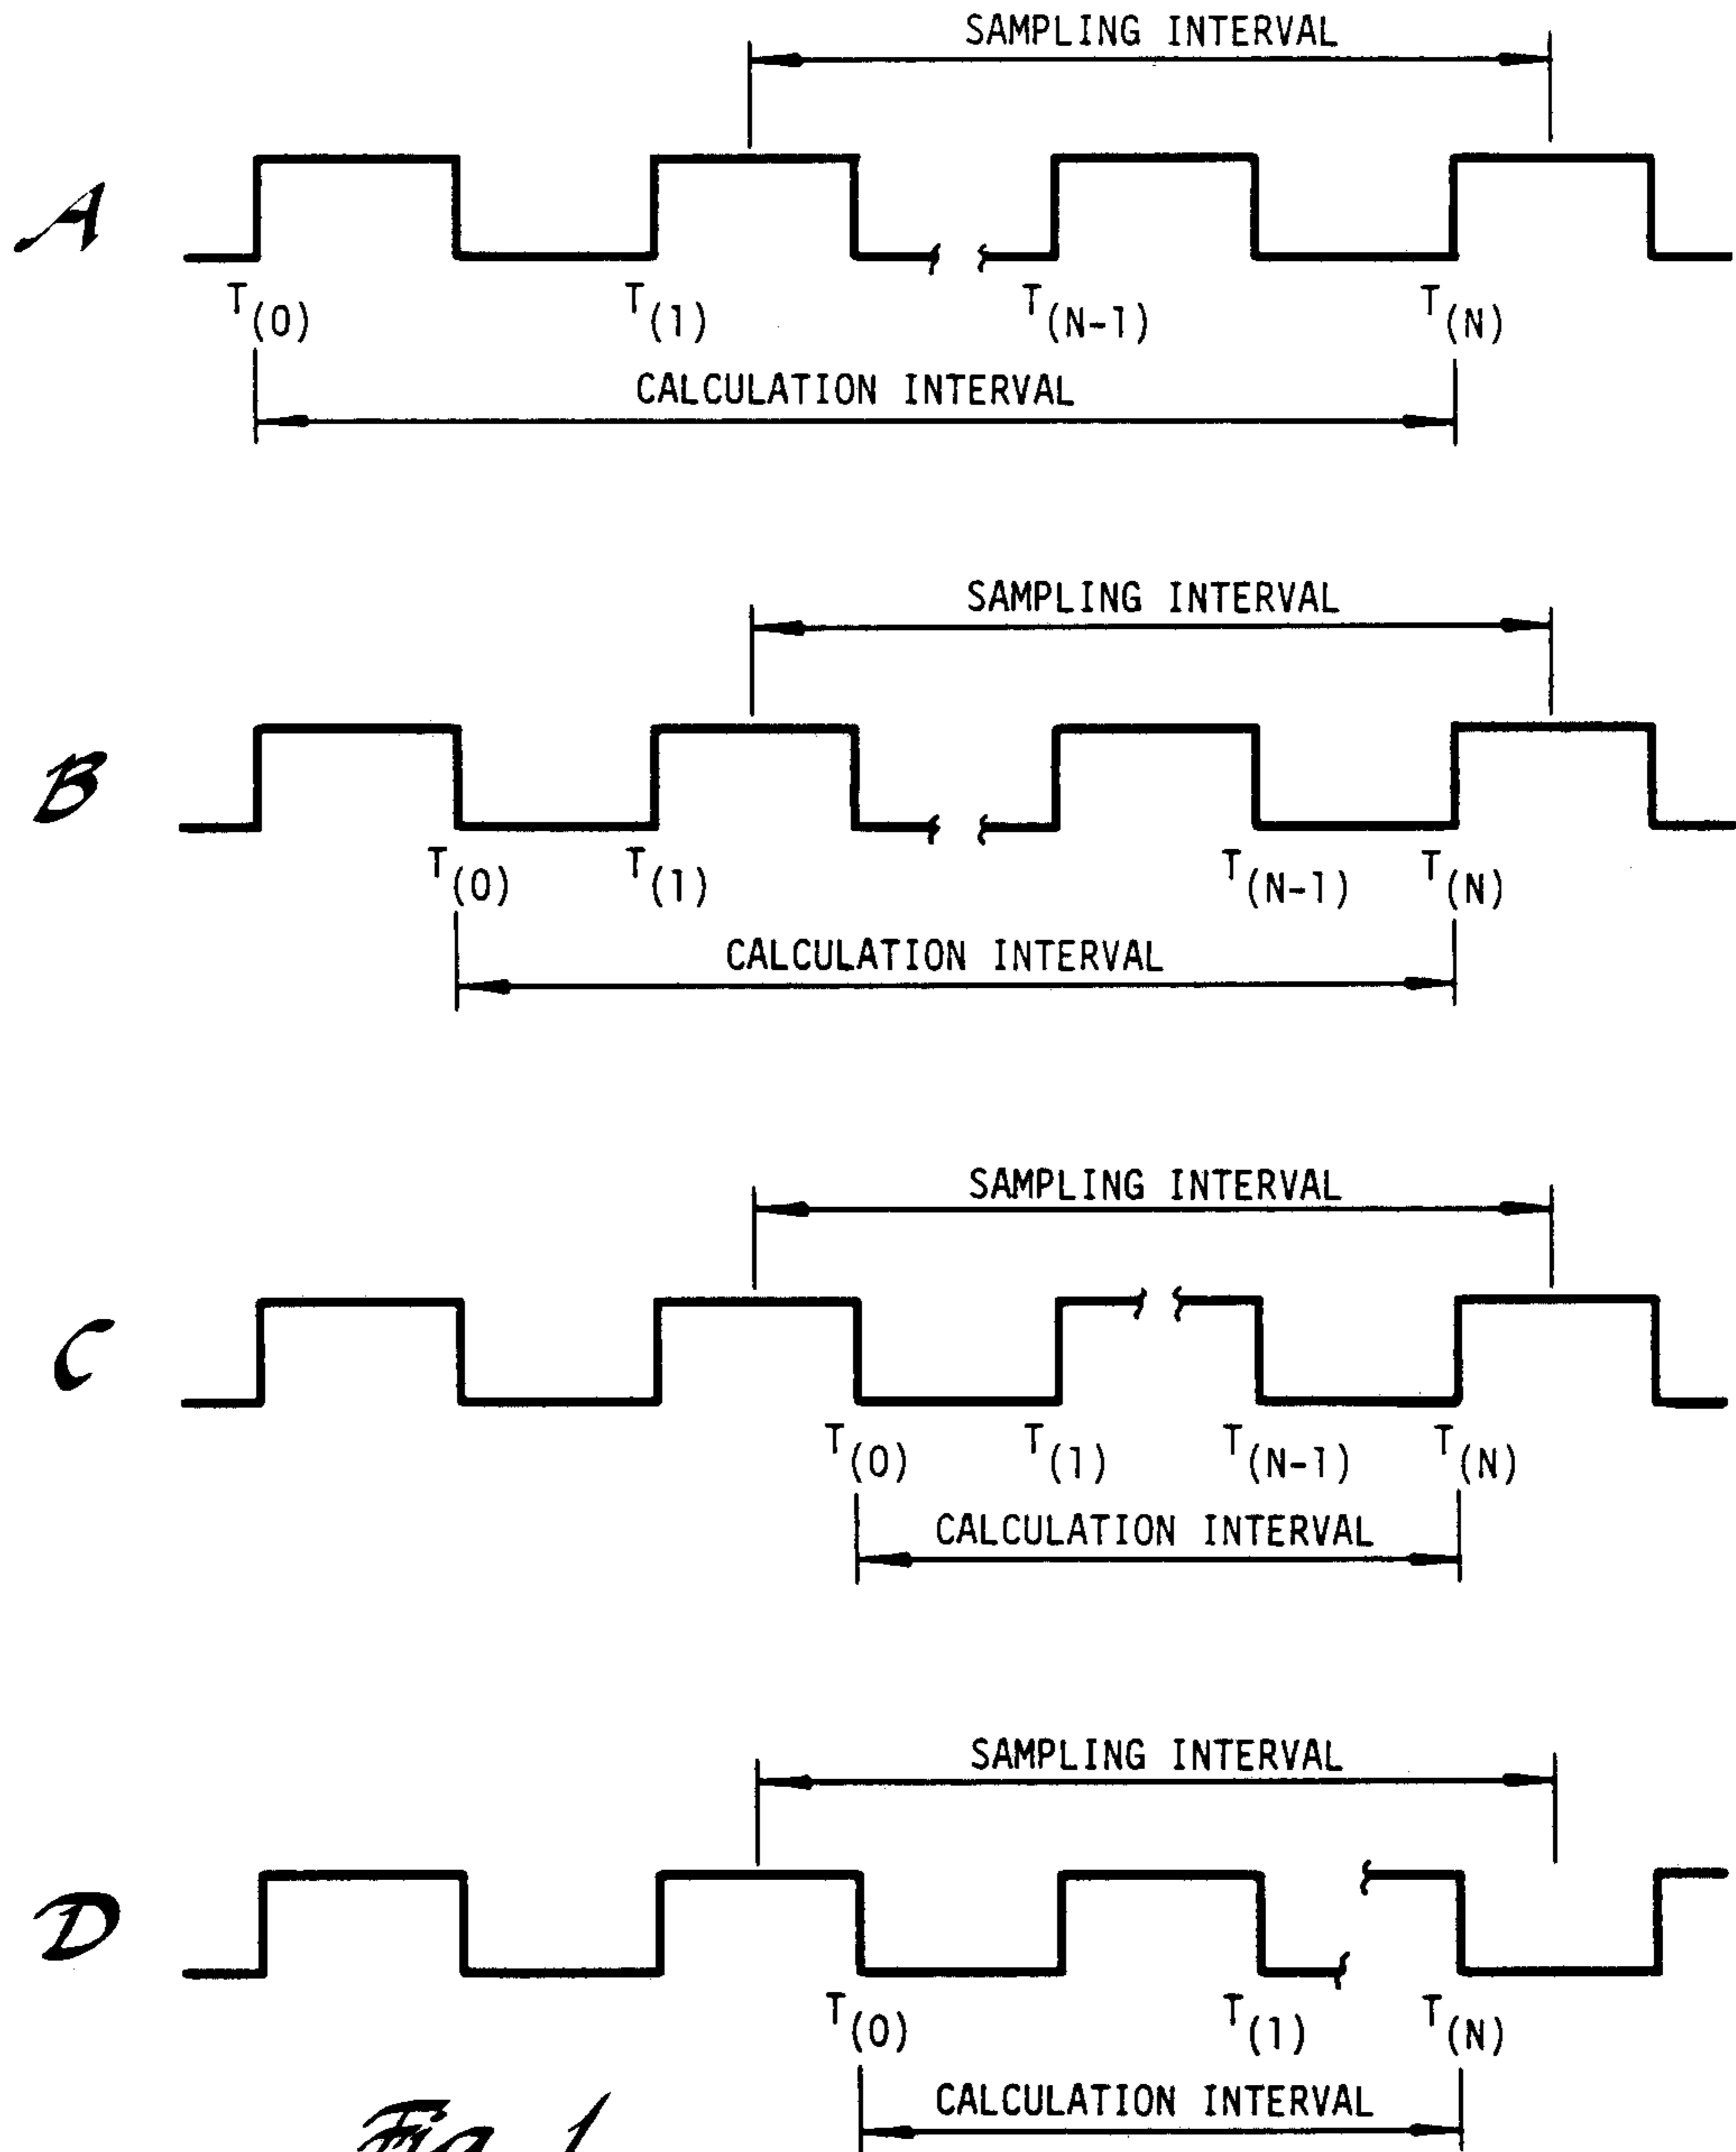 SAMPLING INTERVAL
A
T(0) T(1) T(N-1) T(N)
CALCULATION INTERVAL
SAMPLING INTERVAL
B
T(0) T(1) T(N-1) T(N)
CALCULATION INTERVAL
SAMPLING INTERVAL
C
T(0) T(1) T(N-1) T(N)
CALCULATION INTERVAL
SAMPLING INTERVAL
D
T(0) T(1) T(N)
CALCULATION INTERVAL
Fig. 1